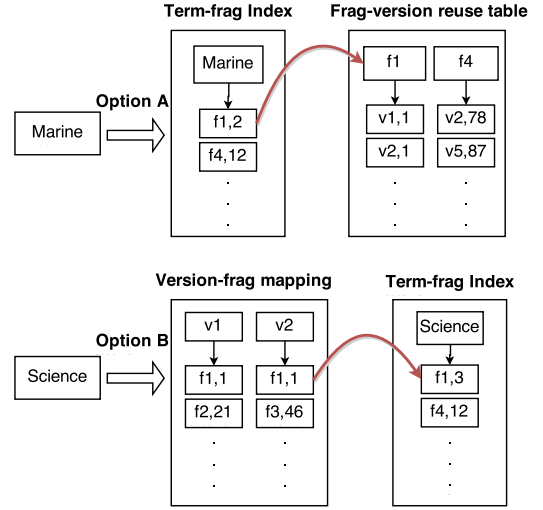 Term-frag Index
Frag-version reuse table
Marine
f1
f4
Option A
Marine
f1,2
v1,1
v2,78
f4,12
v2,1
v5,87
Version-frag mapping
Term-frag Index
v1
v2
Science
Option B
Science
f1,1
f1,1
f1,3
f2,21
f3,46
f4,12